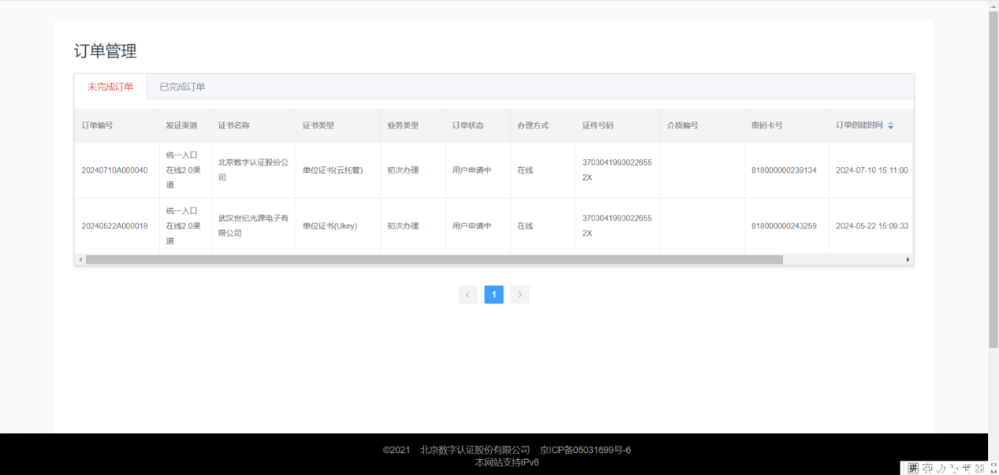 订单管理
未完成订单 已完成订单
订单编号 发证渠道 证书名称 证书类型 业务类型 订单状态 办理方式 证件号码 介质编号 密码卡号 订单创建时间
20240710A000040 统一入口在线2.0渠道 北京数字认证股份公司 单位证书(云托管) 初次办理 用户申请中 在线 37030419930226552X 818000000239134 2024-07-10 15:11:00
20240522A000018 统一入口在线2.0渠道 武汉世纪光源电子有限公司 单位证书(Ukey) 初次办理 用户申请中 在线 37030419930226552X 818000000243259 2024-05-22 15:09:33
1
©2021 北京数字认证股份有限公司 京ICP备05031699号-6
本网站支持IPv6
拼 英